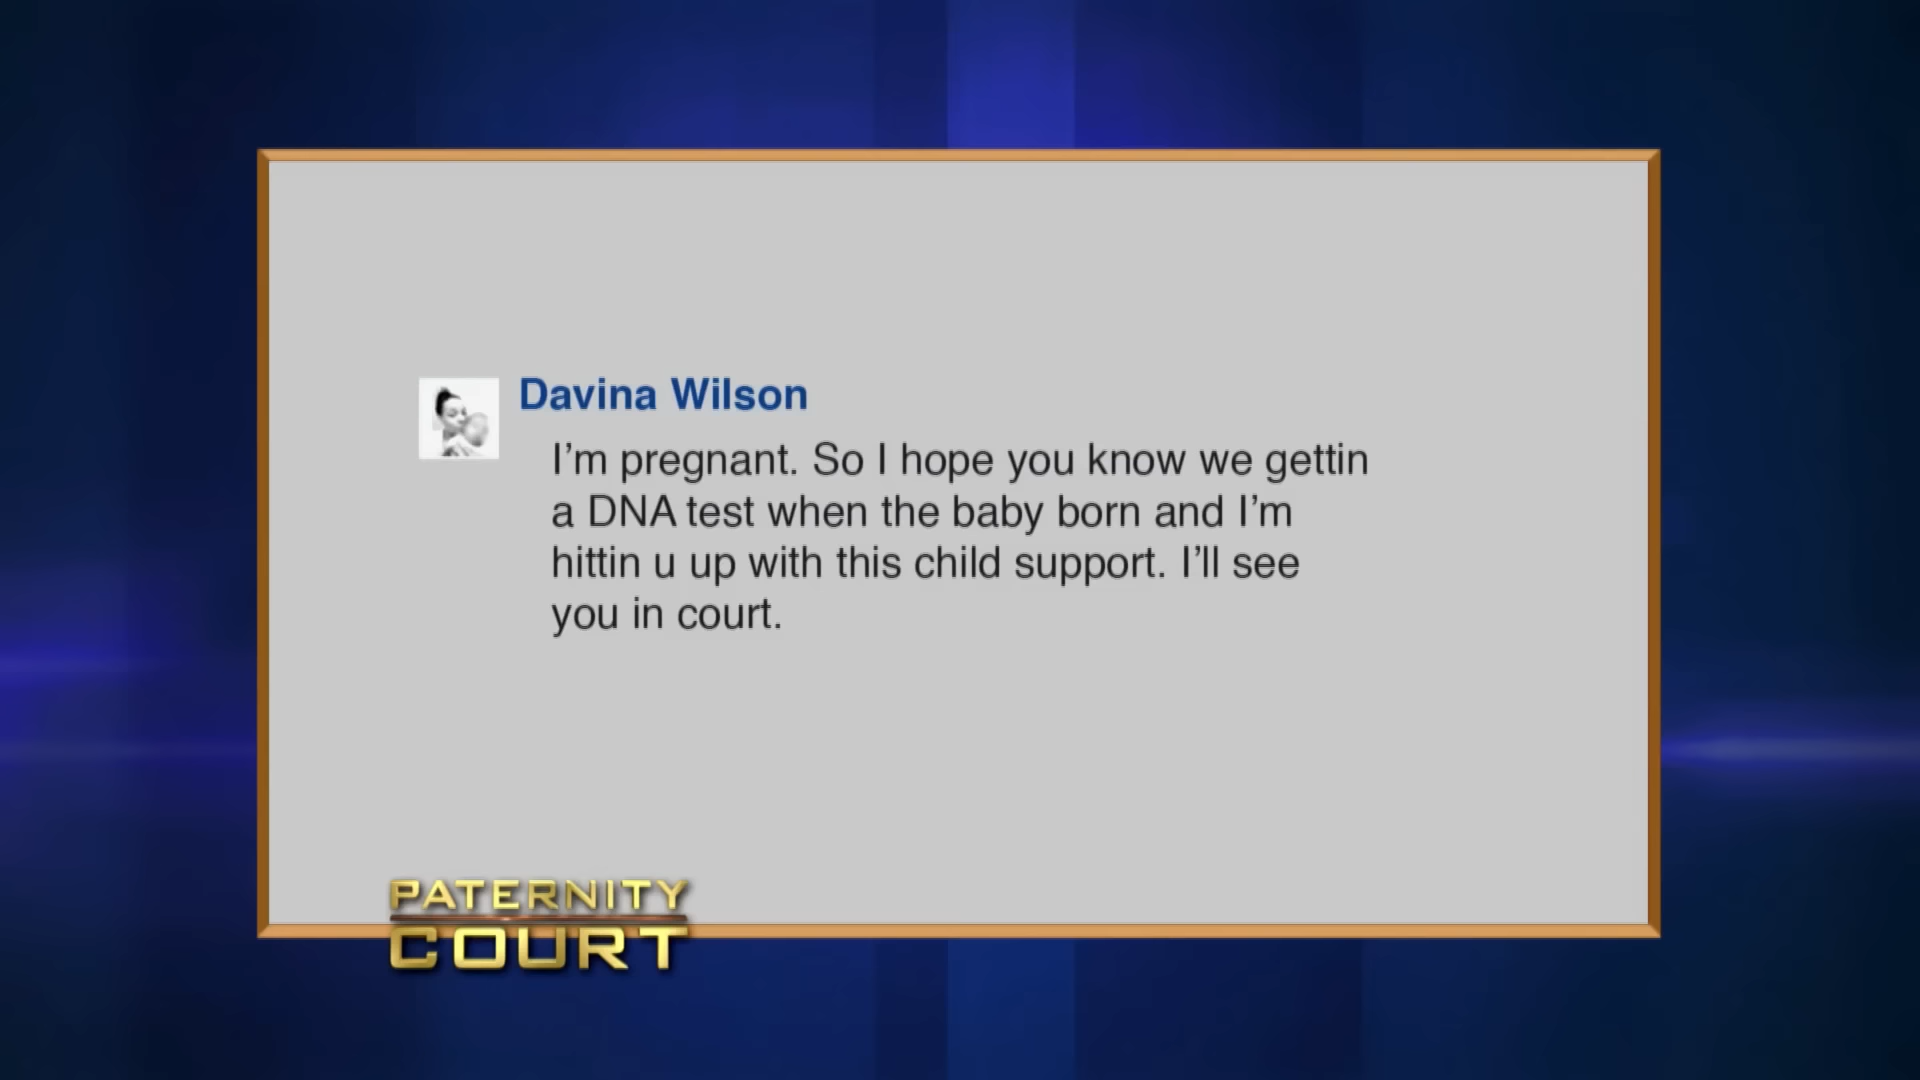 Davina Wilson
I'm pregnant. So I hope you know we gettin
a DNA test when the baby born and I'm
hittin u up with this child support. I'll see
you in court.
PATERNITY
COURT